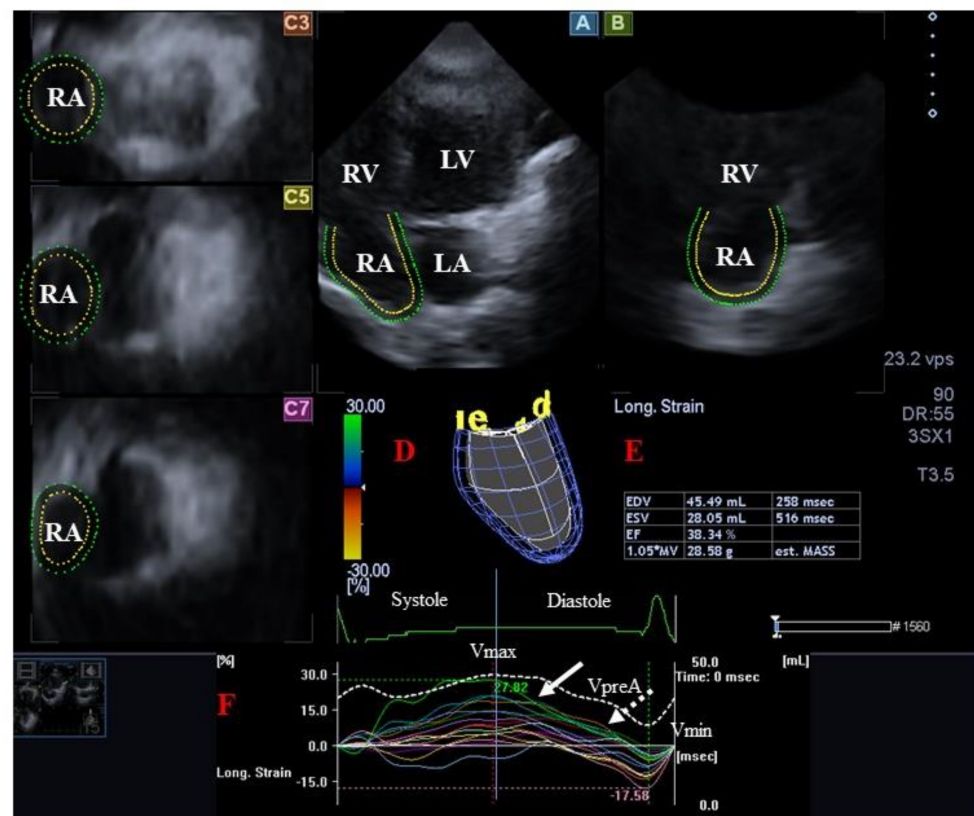 C3
RA
C5
RA
C7
RA
A
LV
RV
RA
LA
B
RV
RA
23.2 vps
90
DR:55
3SX1
T3.5
30.00
-30.00
[%]
D
d
Long. Strain
E
EDV 45.49 mL 258 msec
ESV 28.05 mL 516 msec
EF 38.34 %
1.05*MV 28.58 g est. MASS
Systole Diastole
# 1560
Vmax
[%] 50.0 [mL]
Time: 0 msec
30.0
27.82
VpreA
F
15.0
Vmin
0.0
[msec]
Long. Strain
-15.0
-17.58
0.0